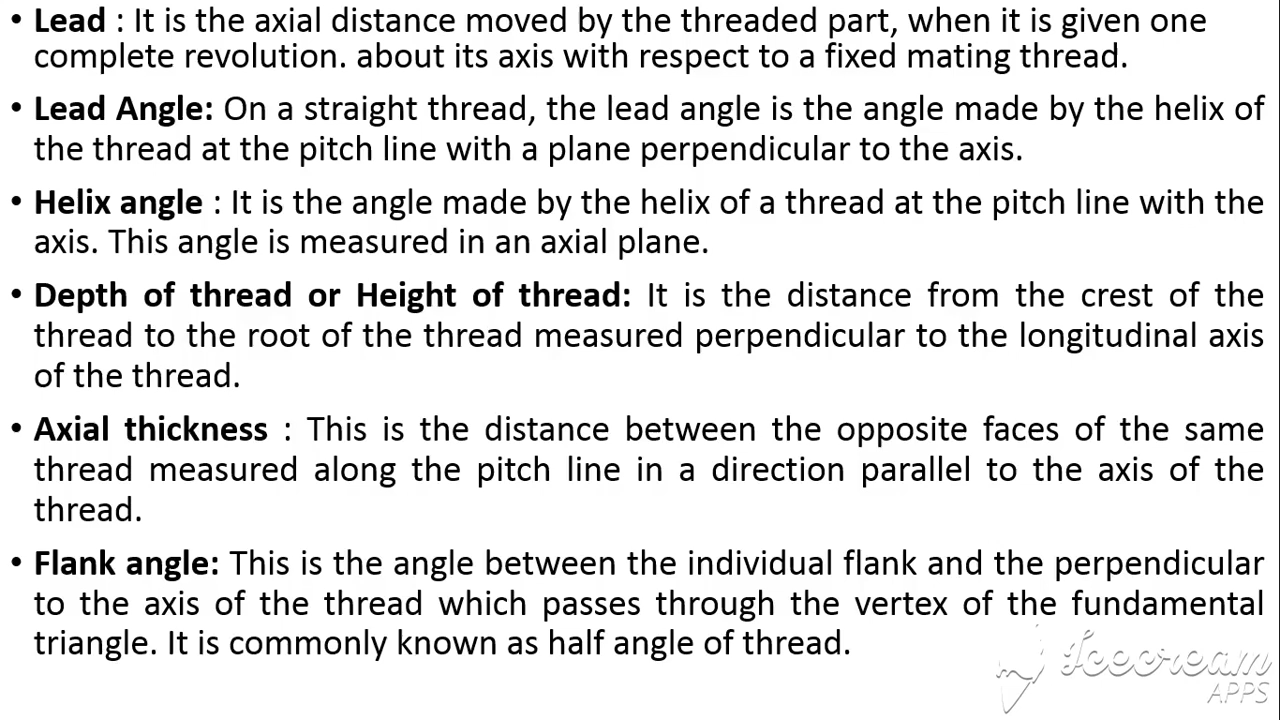 • Lead : It is the axial distance moved by the threaded part, when it is given one
complete revolution. about its axis with respect to a fixed mating thread.
• Lead Angle: On a straight thread, the lead angle is the angle made by the helix of
the thread at the pitch line with a plane perpendicular to the axis.
• Helix angle : It is the angle made by the helix of a thread at the pitch line with the
axis. This angle is measured in an axial plane.
• Depth of thread or Height of thread: It is the distance from the crest of the
thread to the root of the thread measured perpendicular to the longitudinal axis
of the thread.
• Axial thickness : This is the distance between the opposite faces of the same
thread measured along the pitch line in a direction parallel to the axis of the
thread.
• Flank angle: This is the angle between the individual flank and the perpendicular
to the axis of the thread which passes through the vertex of the fundamental
triangle. It is commonly known as half angle of thread.
Icecream
APPS